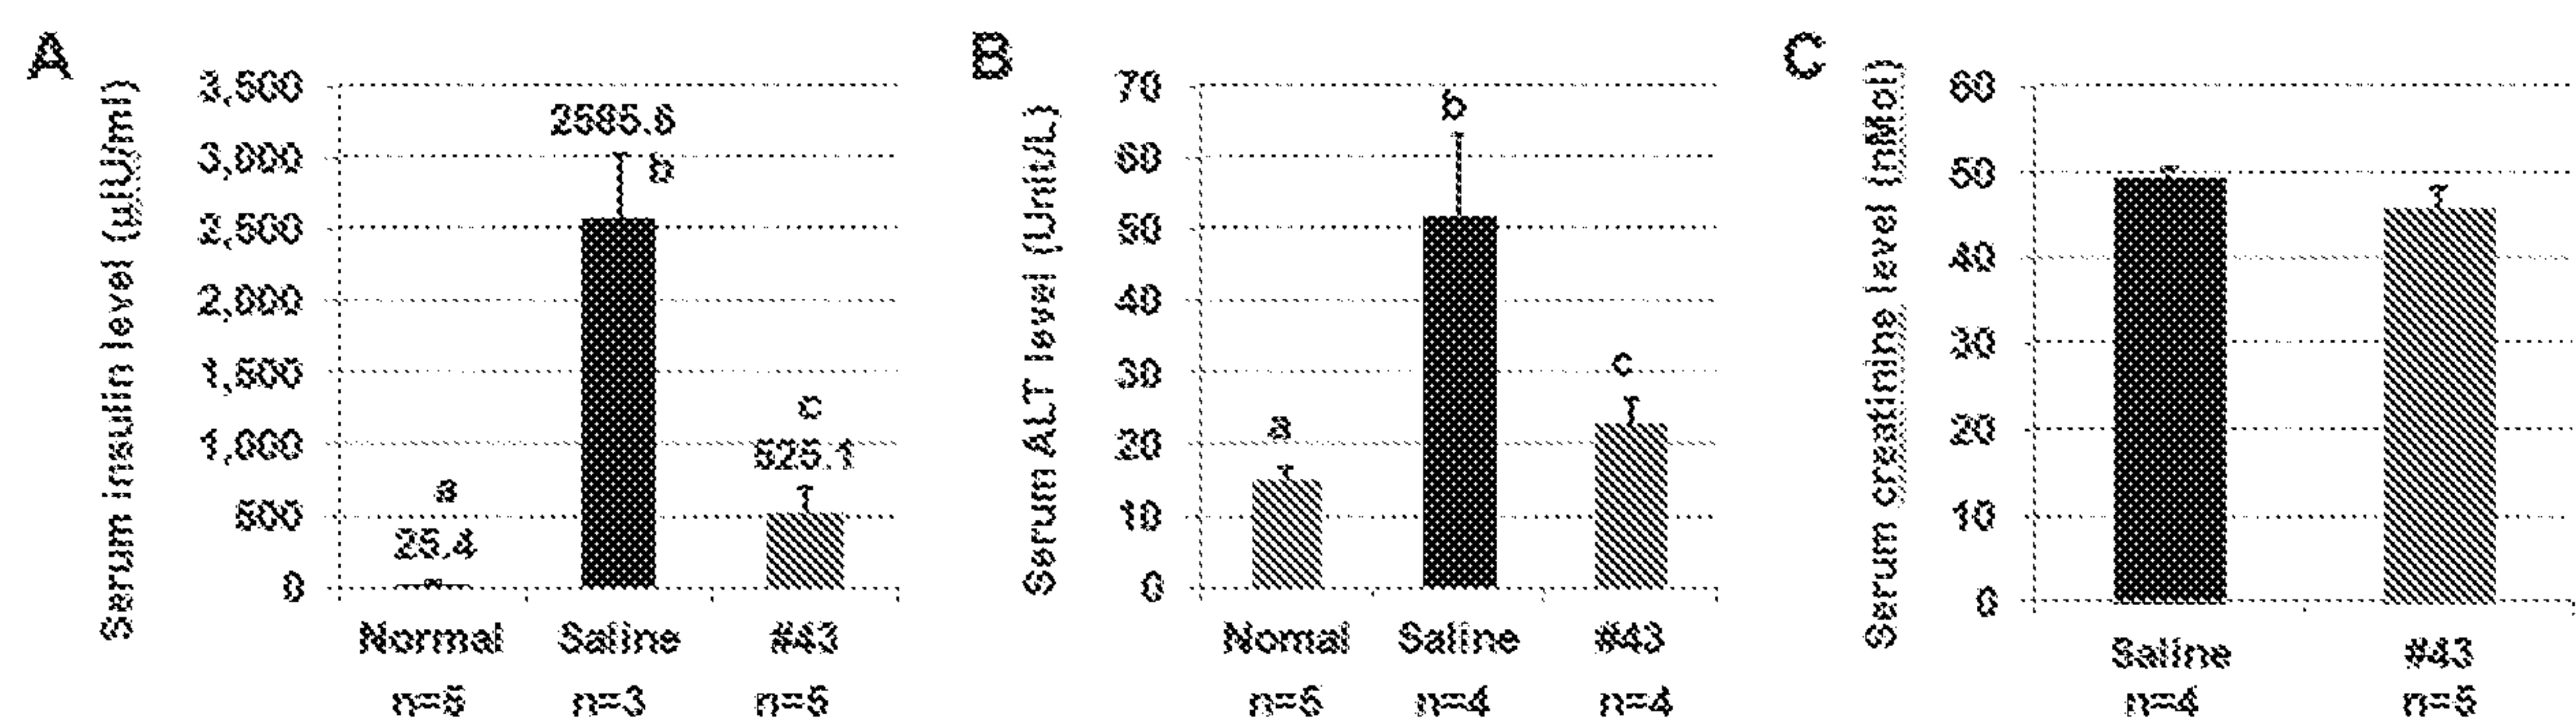 A
Serum insulin level (µIU/ml)
3,500
3,000
2,500
2,000
1,500
1,000
500
0
a
25.4
2585.6
b
c
525.1
Normal Saline #43
n=5 n=3 n=5
B
Serum ALT level (Unit/L)
70
60
50
40
30
20
10
0
a
b
c
Nomal Saline #43
n=5 n=4 n=4
C
Serum creatinine level (nMol)
60
50
40
30
20
10
0
Saline #43
n=4 n=5